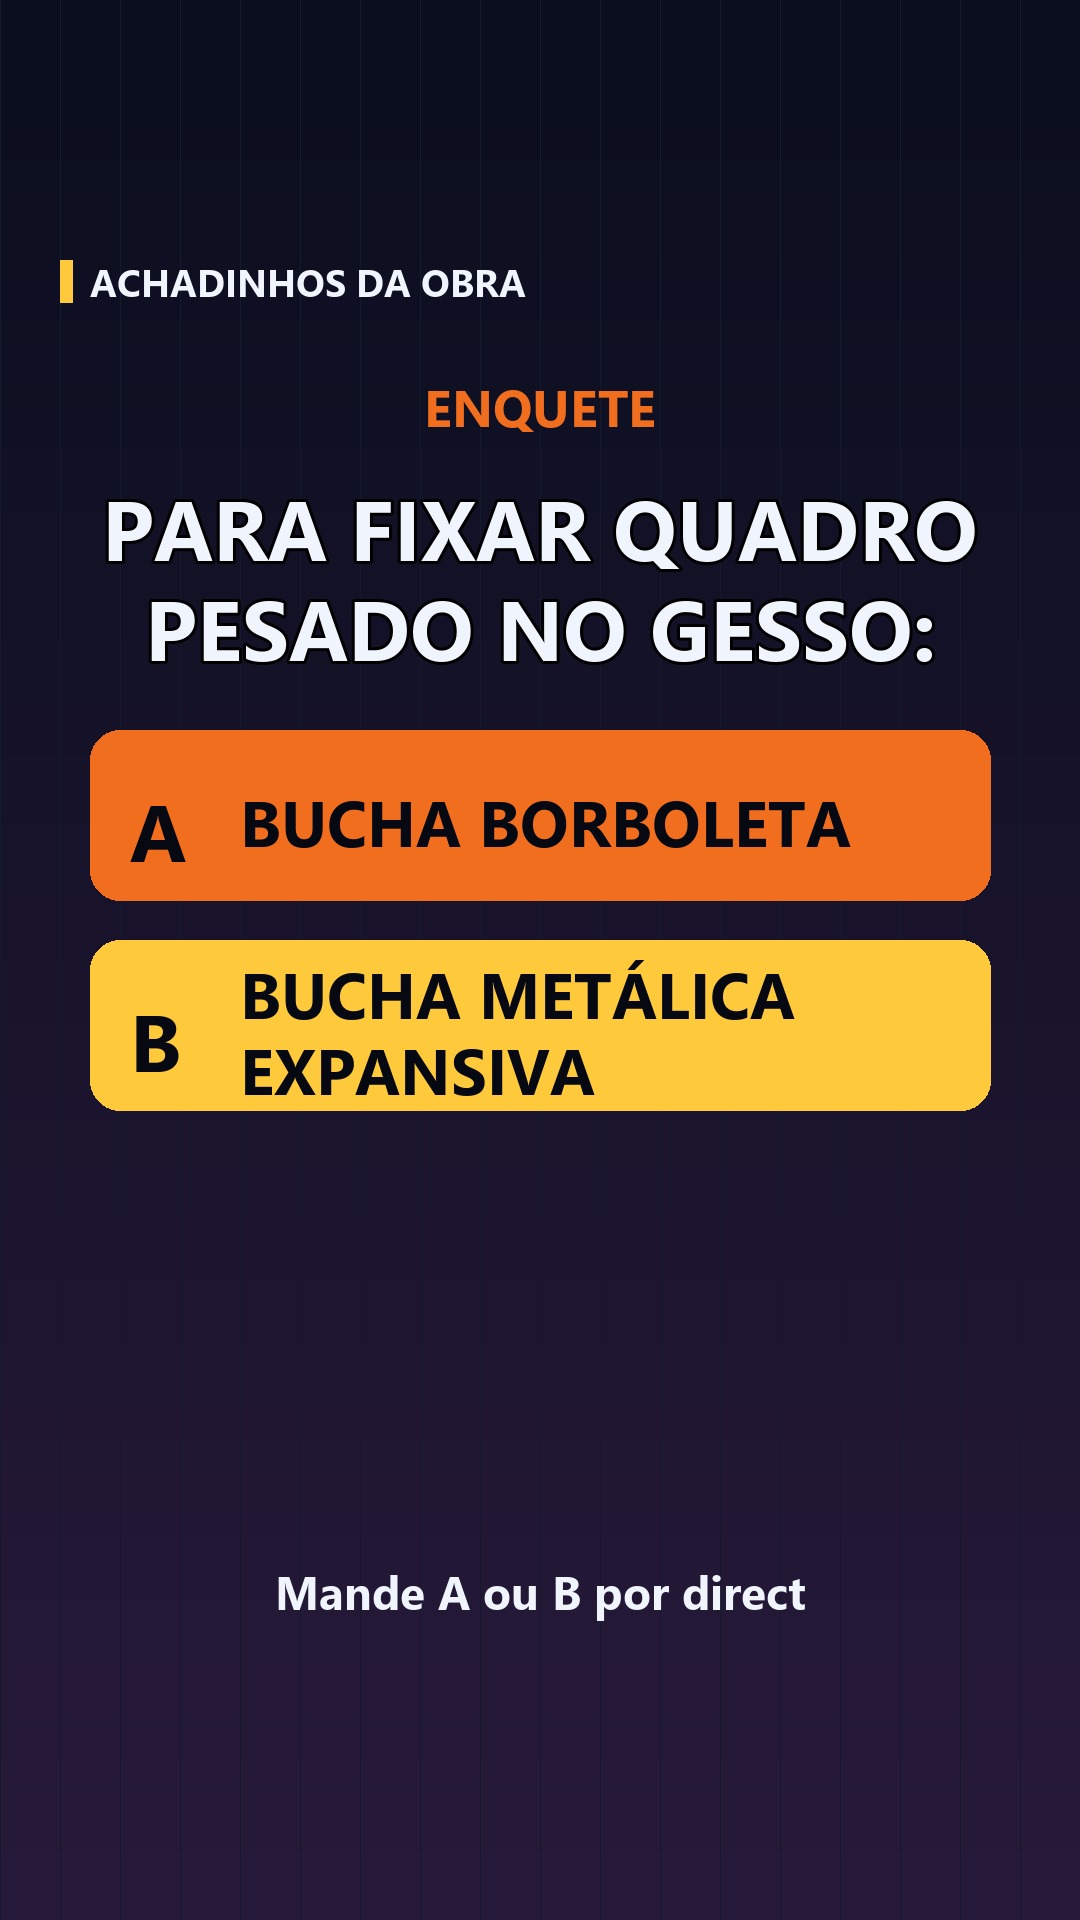 ACHADINHOS DA OBRA
ENQUETE
PARA FIXAR QUADRO
PESADO NO GESSO:
A BUCHA BORBOLETA
B BUCHA METÁLICA
EXPANSIVA
Mande A ou B por direct